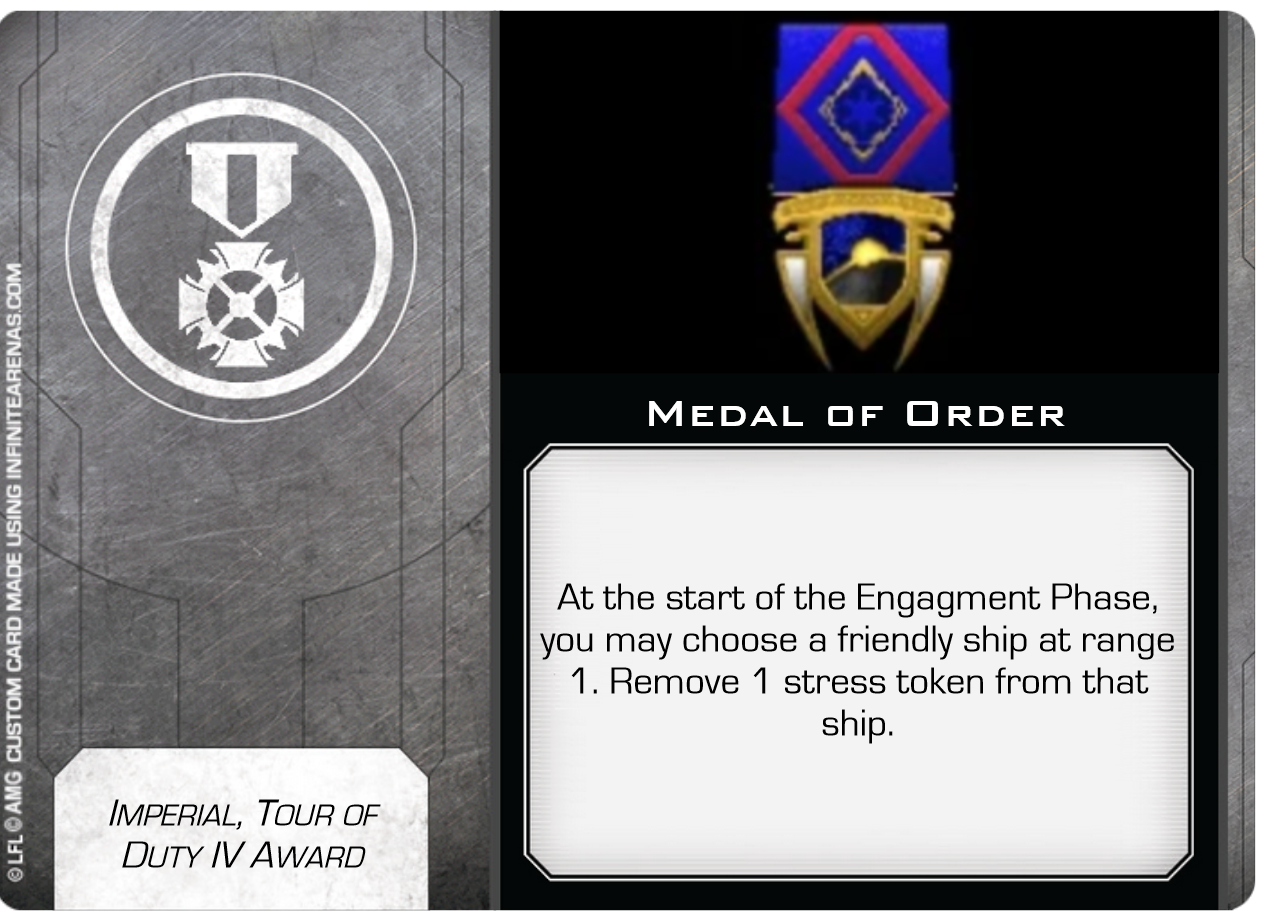 MEDAL OF ORDER
At the start of the Engagment Phase,
you may choose a friendly ship at range
1. Remove 1 stress token from that
ship.
IMPERIAL, TOUR OF
DUTY IV AWARD
© LFL © AMG CUSTOM CARD MADE USING INFINITEARENAS.COM